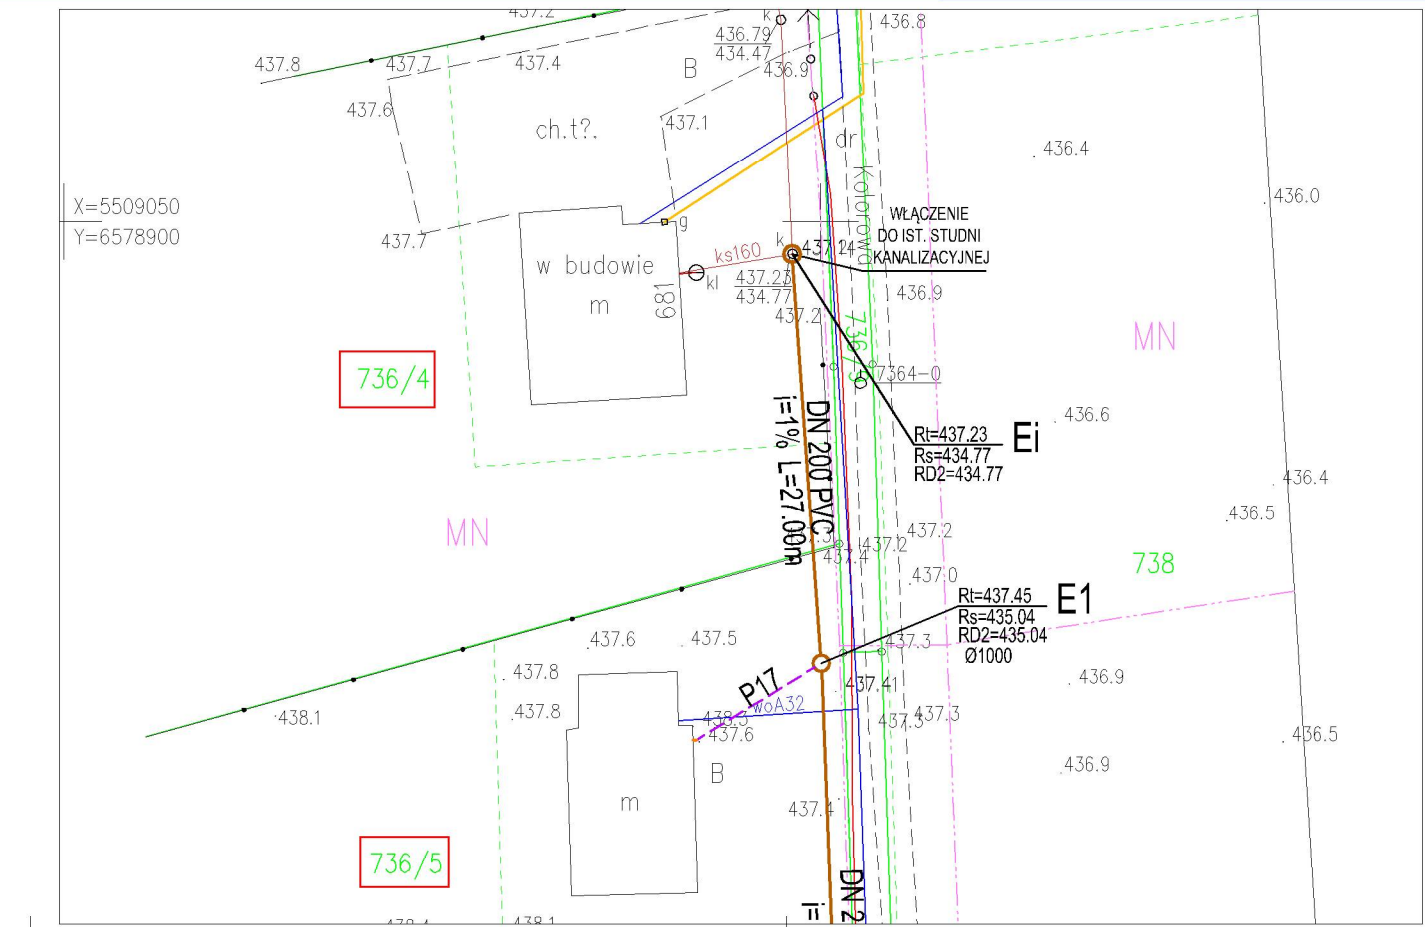 437.2
k
436.8
436.79
434.47
437.8
437.7
437.4
B
436.9
437.6
437.1
ch.t?.
dr
436.4
Kolorowa
X=5509050
Y=6578900
436.0
WŁĄCZENIE
DO IST. STUDNI
KANALIZACYJNEJ
437.7
g
k
ks160
w budowie
m
kl
681
437.23
434.77
436.9
437.2
MN
736/4
7364-0
436.6
DN 200 PVC
i=1% L=27.00m
Rt=437.23
Rs=434.77
RD2=434.77
Ei
436.4
436.5
MN
437.2
437.4
437.2
738
437.0
Rt=437.45
Rs=435.04
RD2=435.04
Ø1000
E1
437.6
437.5
437.3
437.8
436.9
P17
437.41
438.1
437.8
woA32
438.3
437.6
437.3
437.3
436.5
B
436.9
m
437.4
736/5
DN 2
i=
438.1